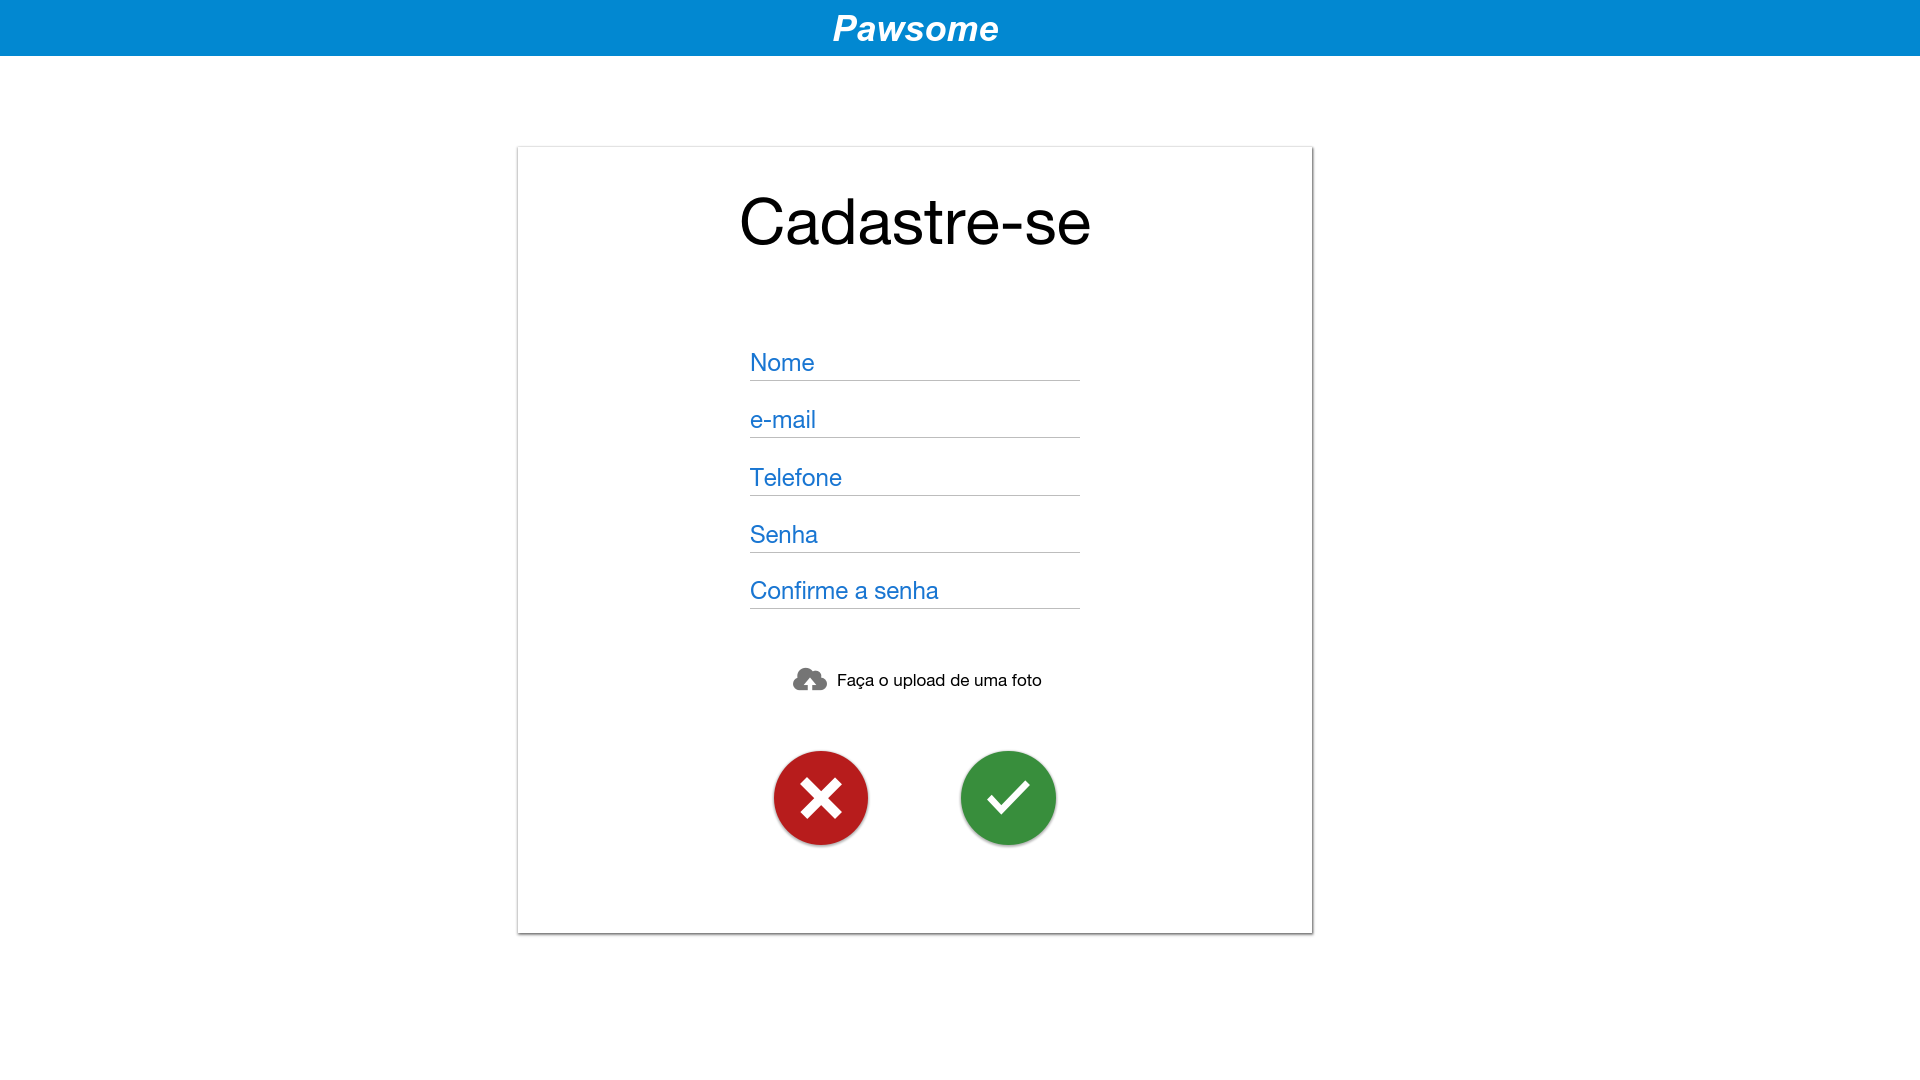 Pawsome
Cadastre-se
Nome
e-mail
Telefone
Senha
Confirme a senha
Faça o upload de uma foto